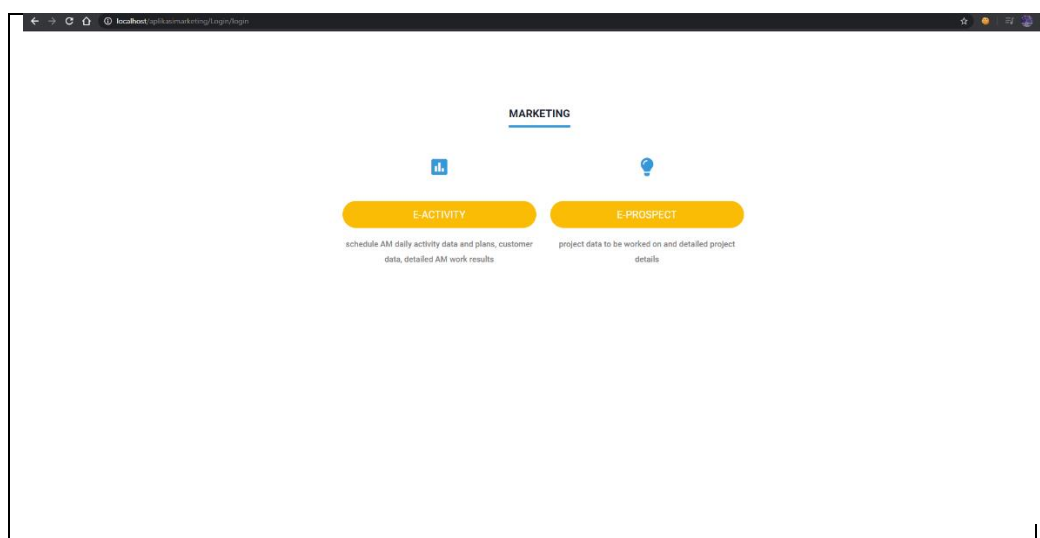 localhost/aplikasimarketing/Login/login
MARKETING
E-ACTIVITY
E-PROSPECT
schedule AM daily activity data and plans, customer
data, detailed AM work results
project data to be worked on and detailed project
details